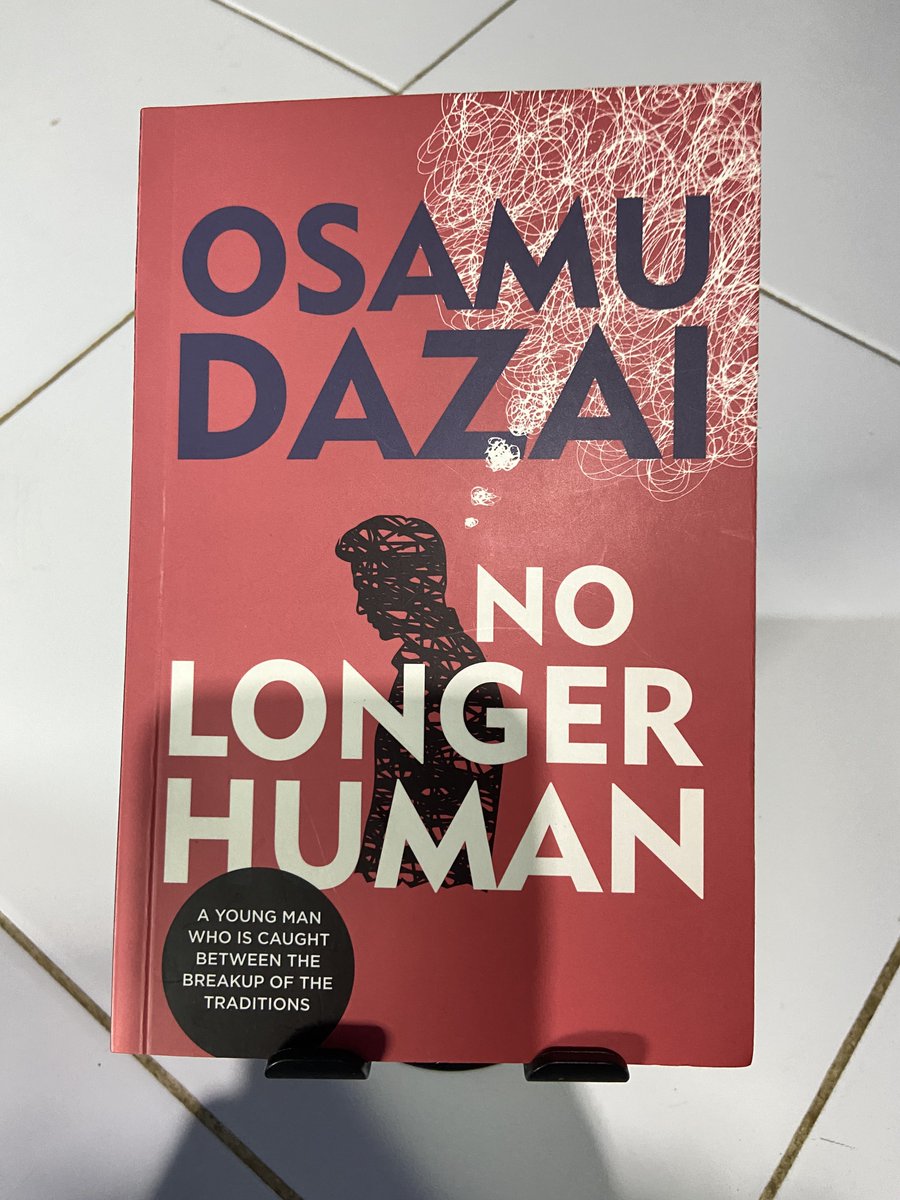 OSAMU
DAZAI
NO
LONGER
HUMAN
A YOUNG MAN
WHO IS CAUGHT
BETWEEN THE
BREAKUP OF THE
TRADITIONS